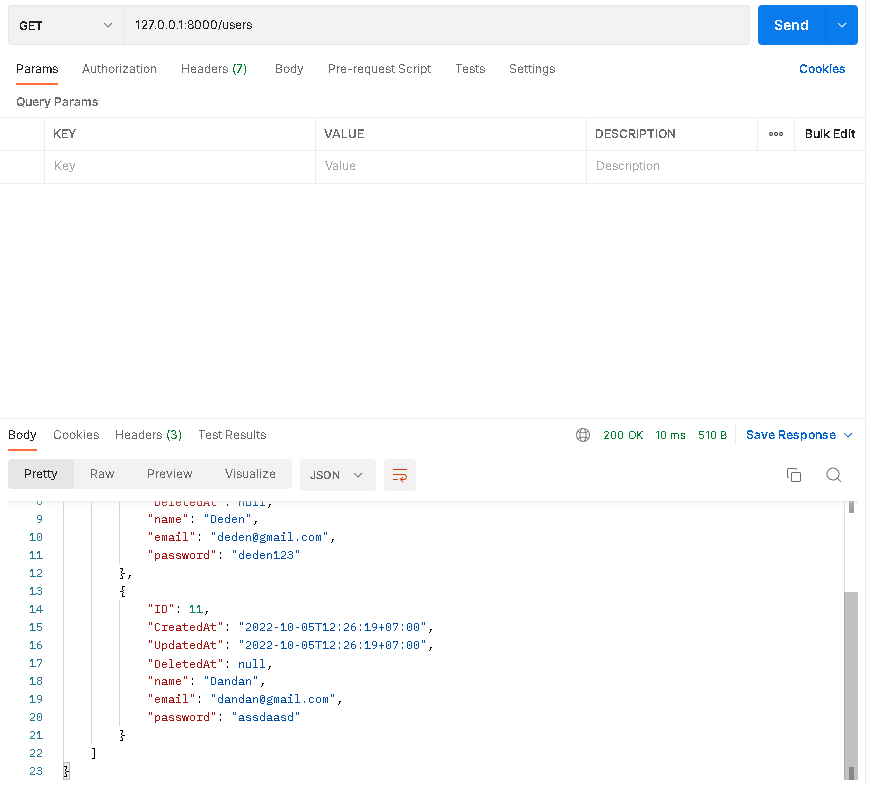 GET 127.0.0.1:8000/users Send
Params Authorization Headers (7) Body Pre-request Script Tests Settings Cookies
Query Params
KEY VALUE DESCRIPTION ooo Bulk Edit
Key Value Description
Body Cookies Headers (3) Test Results 200 OK 10 ms 510 B Save Response
Pretty Raw Preview Visualize JSON
8 "DeletedAt": null,
9 "name": "Deden",
10 "email": "deden@gmail.com",
11 "password": "deden123"
12 },
13 {
14 "ID": 11,
15 "CreatedAt": "2022-10-05T12:26:19+07:00",
16 "UpdatedAt": "2022-10-05T12:26:19+07:00",
17 "DeletedAt": null,
18 "name": "Dandan",
19 "email": "dandan@gmail.com",
20 "password": "assdaasd"
21 }
22 ]
23 }